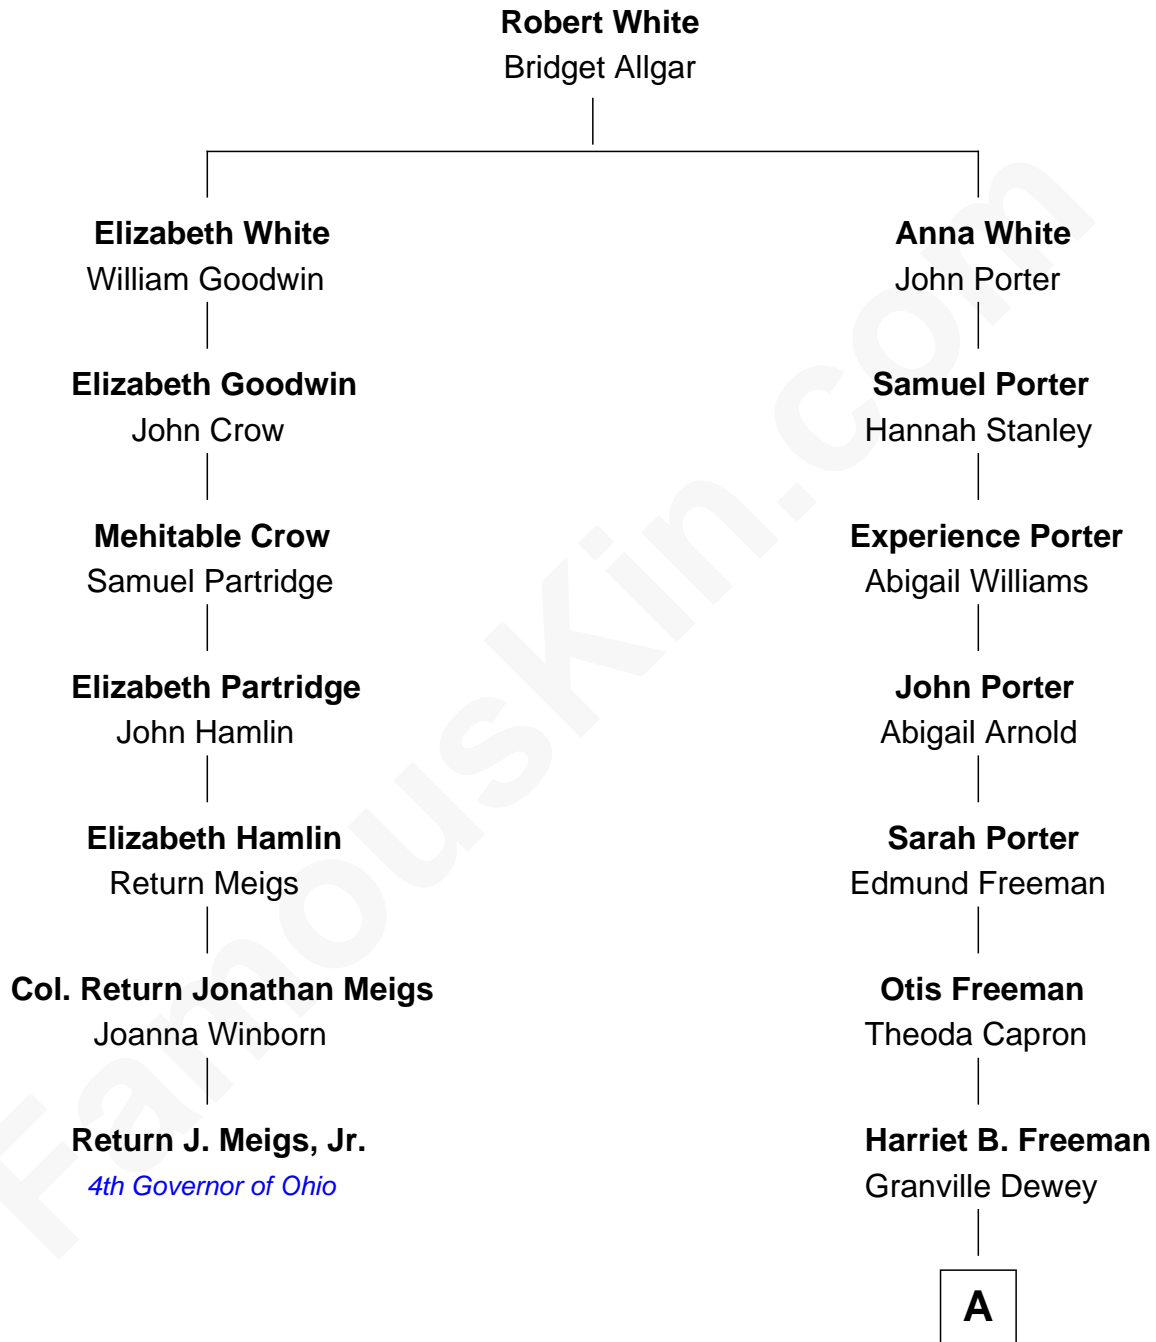 Robert White
Bridget Allgar
Elizabeth White
William Goodwin
Anna White
John Porter
Elizabeth Goodwin
John Crow
Samuel Porter
Hannah Stanley
Mehitable Crow
Samuel Partridge
Experience Porter
Abigail Williams
Elizabeth Partridge
John Hamlin
John Porter
Abigail Arnold
Elizabeth Hamlin
Return Meigs
Sarah Porter
Edmund Freeman
Col. Return Jonathan Meigs
Joanna Winborn
Otis Freeman
Theoda Capron
Return J. Meigs, Jr.
4th Governor of Ohio
Harriet B. Freeman
Granville Dewey
A
FamousKin.com